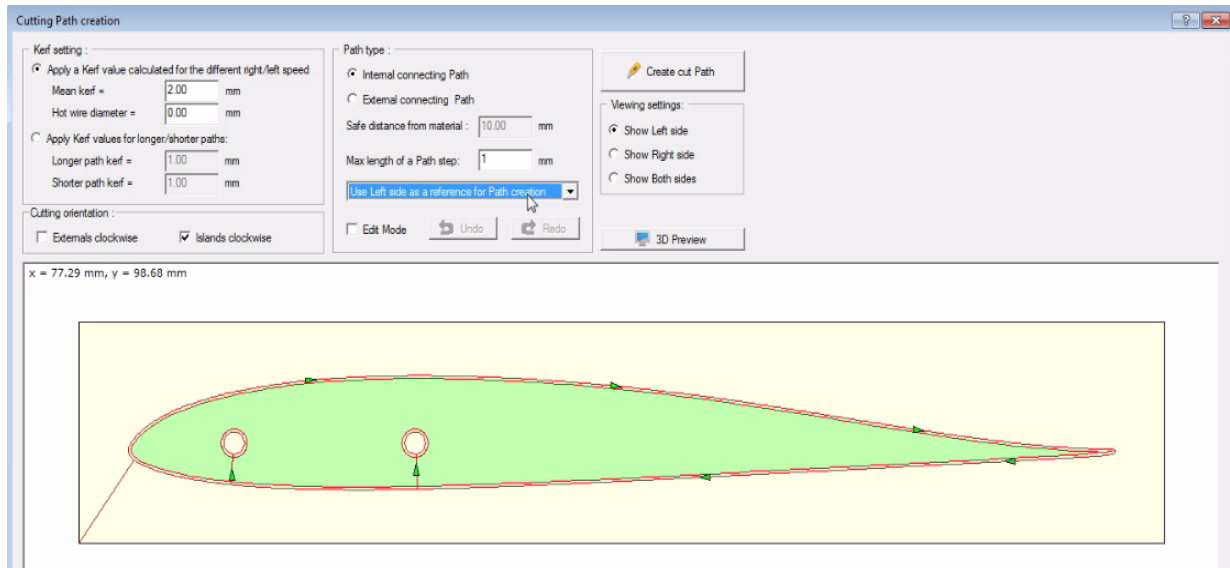 Cutting Path creation
Kerf setting :
Apply a Kerf value calculated for the different right/left speed
Mean kerf = 2.00 mm
Hot wire diameter = 0.00 mm
Apply Kerf values for longer/shorter paths:
Longer path kerf = 1.00 mm
Shorter path kerf = 1.00 mm
Cutting orientation :
Externals clockwise Islands clockwise
Path type :
Internal connecting Path
External connecting Path
Safe distance from material : 10.00 mm
Max length of a Path step: 1 mm
Use Left side as a reference for Path creation
Edit Mode Undo Redo
Create cut Path
Viewing settings:
Show Left side
Show Right side
Show Both sides
3D Preview
x = 77.29 mm, y = 98.68 mm